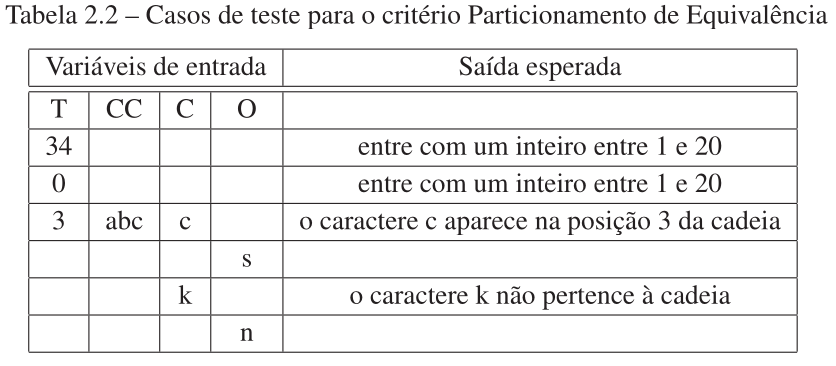 Tabela 2.2 – Casos de teste para o critério Particionamento de Equivalência
Variáveis de entrada Saída esperada
T CC C O
34 entre com um inteiro entre 1 e 20
0 entre com um inteiro entre 1 e 20
3 abc c o caractere c aparece na posição 3 da cadeia
s
k o caractere k não pertence à cadeia
n